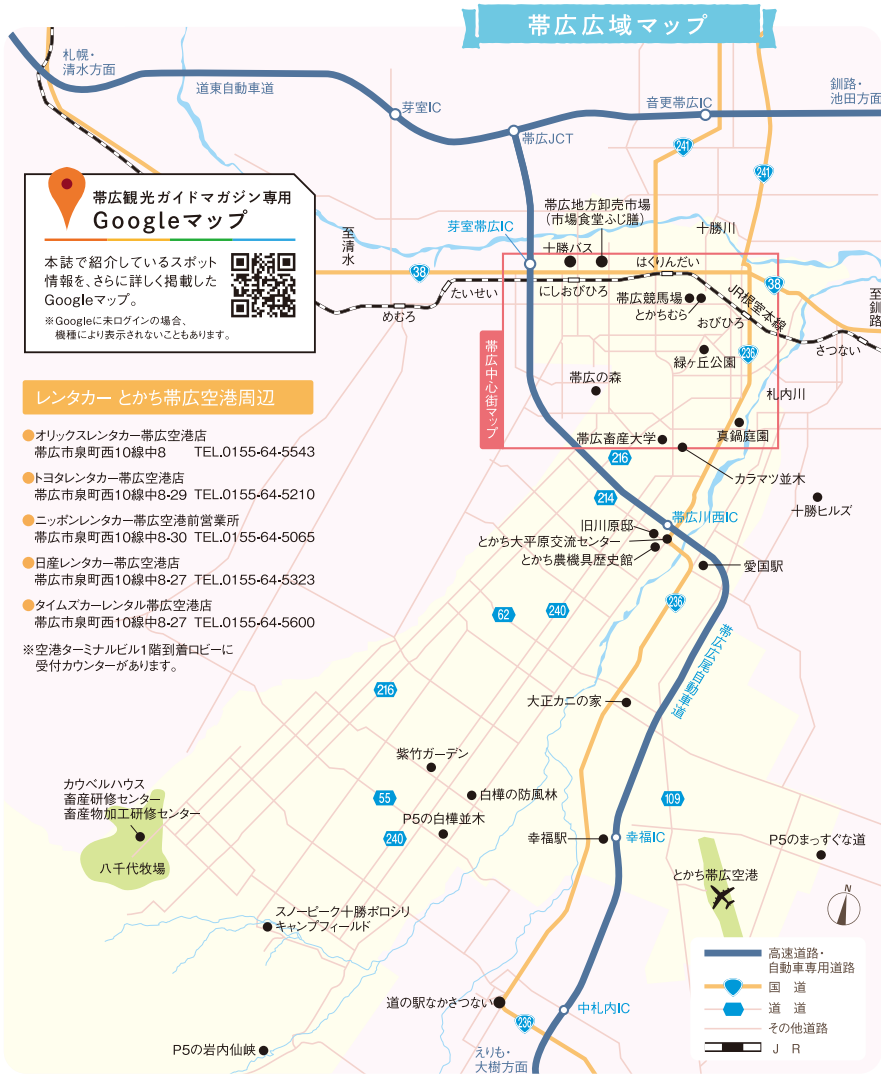 帯広広域マップ
札幌・
清水方面
道東自動車道
芽室IC
帯広JCT
音更帯広IC
釧路・
池田方面
241
241
帯広観光ガイドマガジン専用
Googleマップ
本誌で紹介しているスポット
情報を、さらに詳しく掲載した
Googleマップ。
※Googleに未ログインの場合、
機種により表示されないこともあります。
至清水
芽室帯広IC
帯広地方卸売市場
(市場食堂ふじ膳)
十勝バス
十勝川
はくりんだい
38
38
たいせい
にしおびひろ
めむろ
JR根室本線
至釧路
帯広競馬場
とかちむら
おびひろ
さつない
236
緑ヶ丘公園
帯広中心街マップ
帯広の森
札内川
帯広畜産大学
真鍋庭園
216
カラマツ並木
214
十勝ヒルズ
レンタカー とかち帯広空港周辺
オリックスレンタカー帯広空港店
帯広市泉町西10線中8 TEL.0155-64-5543
トヨタレンタカー帯広空港店
帯広市泉町西10線中8-29 TEL.0155-64-5210
ニッポンレンタカー帯広空港前営業所
帯広市泉町西10線中8-30 TEL.0155-64-5065
日産レンタカー帯広空港店
帯広市泉町西10線中8-27 TEL.0155-64-5323
タイムズカーレンタル帯広空港店
帯広市泉町西10線中8-27 TEL.0155-64-5600
※空港ターミナルビル1階到着ロビーに
受付カウンターがあります。
帯広川西IC
旧川原邸
とかち大平原交流センター
とかち農機具歴史館
愛国駅
62
240
236
帯広広尾自動車道
216
大正カニの家
紫竹ガーデン
カウベルハウス
畜産研修センター
畜産物加工研修センター
55
白樺の防風林
109
P5の白樺並木
240
幸福駅
幸福IC
P5のまっすぐな道
八千代牧場
とかち帯広空港
N
スノーピーク十勝ポロシリ
キャンプフィールド
道の駅なかさつない
236
中札内IC
P5の岩内仙峡
えりも・
大樹方面
高速道路・
自動車専用道路
国 道
道 道
その他道路
J R